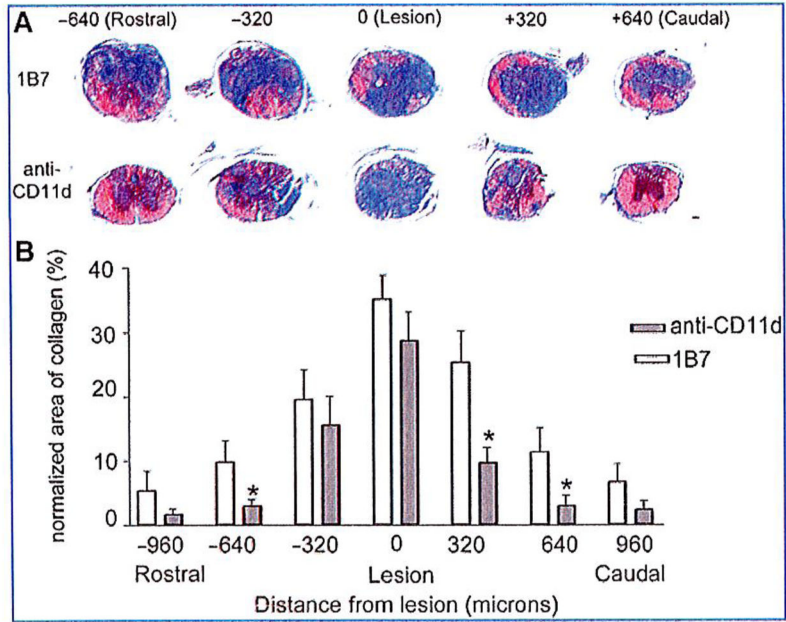 A
−640 (Rostral) −320 0 (Lesion) +320 +640 (Caudal)
1B7
anti-
CD11d
B
normalized area of collagen (%)
40
30
20
10
0
* * *
anti-CD11d
1B7
−960 −640 −320 0 320 640 960
Rostral Lesion Caudal
Distance from lesion (microns)